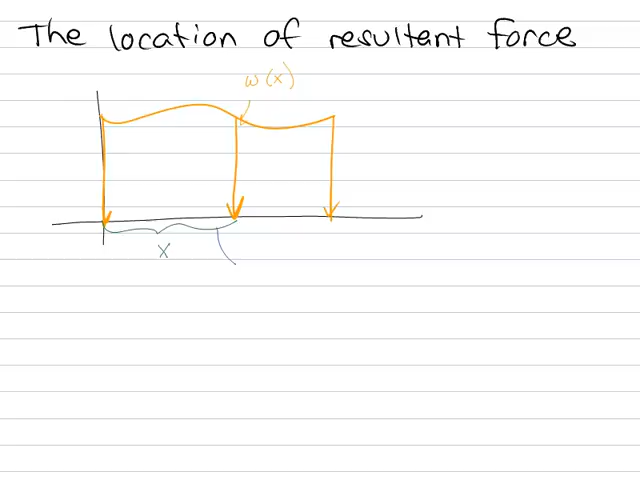 The location of resultant force
w(x)
x